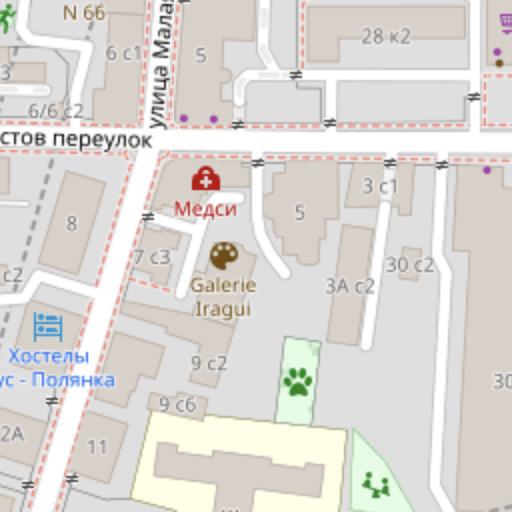 N 66
6 с1
5
улица Малая
28 к2
3
6/6 с2
стов переулок
Медси
3 с1
8
5
7 с3
с2
30 с2
3А с2
Galerie
Iragui
Хостелы
ус - Полянка
9 с2
30
9 с6
2А
11